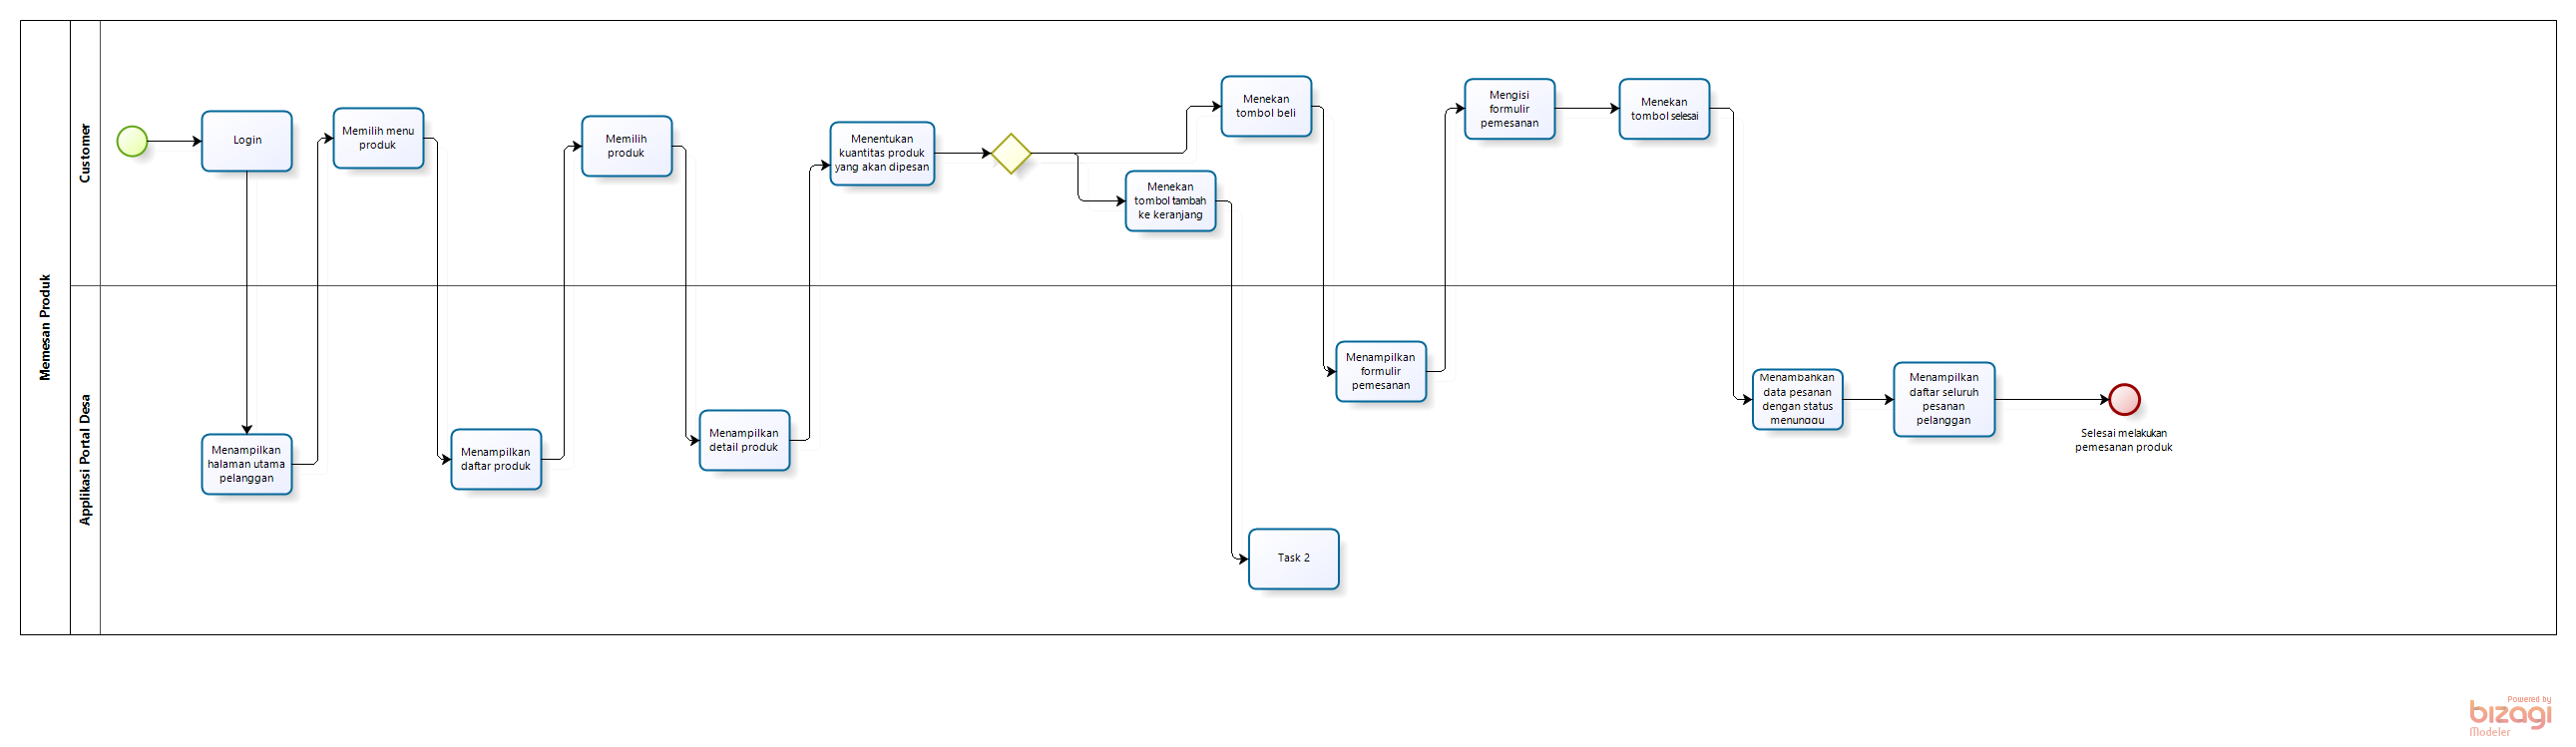 Memesan Produk
Customer
Applikasi Portal Desa
Login
Menampilkan
halaman utama
pelanggan
Memilih menu
produk
Menampilkan
daftar produk
Memilih
produk
Menampilkan
detail produk
Menentukan
kuantitas produk
yang akan dipesan
Menekan
tombol beli
Menekan
tombol tambah
ke keranjang
Task 2
Menampilkan
formulir
pemesanan
Mengisi
formulir
pemesanan
Menekan
tombol selesai
Menambahkan
data pesanan
dengan status
menunggu
Menampilkan
daftar seluruh
pesanan
pelanggan
Selesai melakukan
pemesanan produk
Powered by
bizagi
Modeler